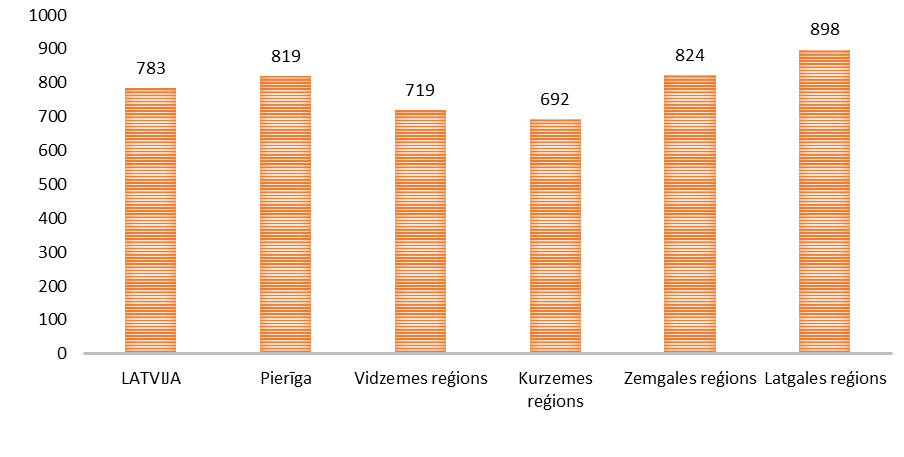 1000
900
800
700
600
500
400
300
200
100
0
783
819
719
692
824
898
LATVIJA
Pierīga
Vidzemes reģions
Kurzemes
reģions
Zemgales reģions
Latgales reģions